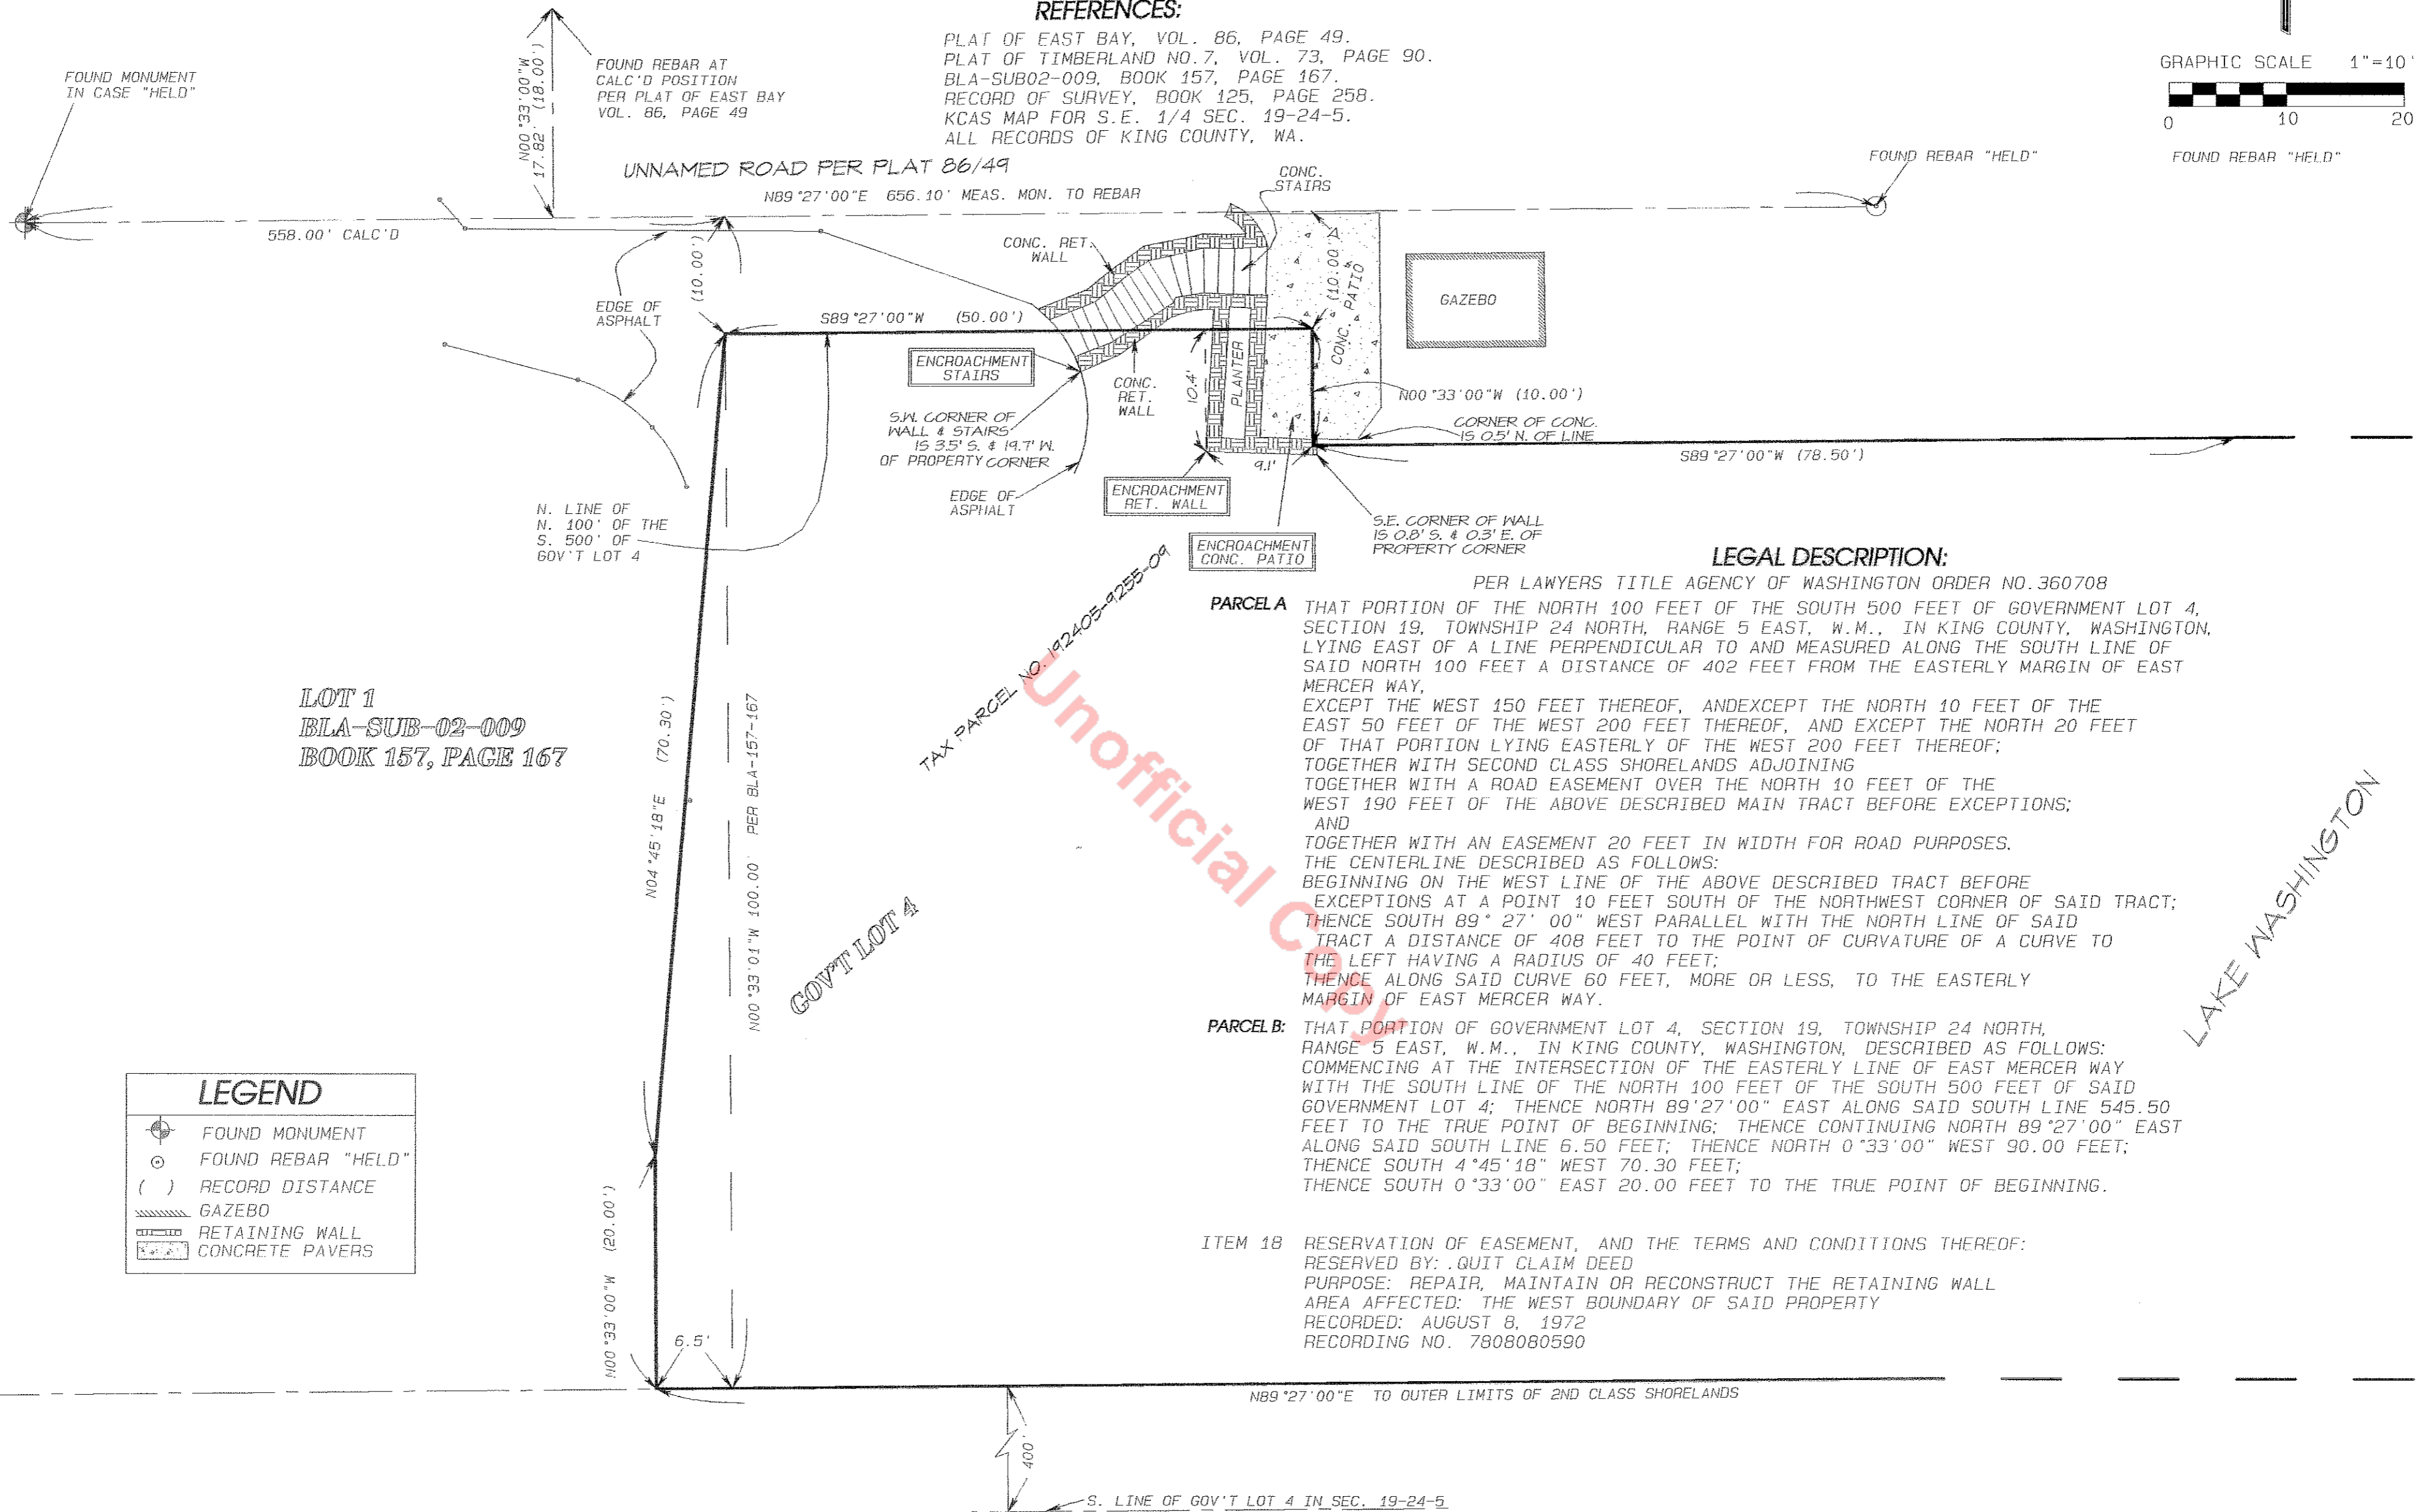 REFERENCES:
PLAT OF EAST BAY, VOL. 86, PAGE 49.
PLAT OF TIMBERLAND NO.7, VOL. 73, PAGE 90.
BLA-SUB02-009, BOOK 157, PAGE 167.
RECORD OF SURVEY, BOOK 125, PAGE 258.
KCAS MAP FOR S.E. 1/4 SEC. 19-24-5.
ALL RECORDS OF KING COUNTY, WA.
GRAPHIC SCALE 1"=10'
0 10 20
FOUND REBAR "HELD"
FOUND REBAR "HELD"
FOUND MONUMENT
IN CASE "HELD"
N00°33'00"W
17.82' (18.00')
FOUND REBAR AT
CALC'D POSITION
PER PLAT OF EAST BAY
VOL. 86, PAGE 49
UNNAMED ROAD PER PLAT 86/49
N89°27'00"E 656.10' MEAS. MON. TO REBAR
558.00' CALC'D
CONC.
STAIRS
CONC. RET.
WALL
(10.00')
(10.00')
CONC. PATIO
GAZEBO
EDGE OF
ASPHALT
S89°27'00"W (50.00')
ENCROACHMENT
STAIRS
CONC.
RET.
WALL
10.4'
PLANTER
N00°33'00"W (10.00')
S.W. CORNER OF
WALL & STAIRS
IS 3.5' S. & 19.7' W.
OF PROPERTY CORNER
CORNER OF CONC.
IS 0.5' N. OF LINE
S89°27'00"W (78.50')
9.1'
EDGE OF
ASPHALT
ENCROACHMENT
RET. WALL
ENCROACHMENT
CONC. PATIO
S.E. CORNER OF WALL
IS 0.8' S. & 0.3' E. OF
PROPERTY CORNER
N. LINE OF
N. 100' OF THE
S. 500' OF
GOV'T LOT 4
TAX PARCEL NO. 192405-9255-09
LOT 1
BLA-SUB-02-009
BOOK 157, PAGE 167
N04°45'18"E (70.30')
N00°33'01"W 100.00' PER BLA-157-167
GOV'T LOT 4
Unofficial Copy
LAKE WASHINGTON
LEGAL DESCRIPTION:
PER LAWYERS TITLE AGENCY OF WASHINGTON ORDER NO.360708
PARCEL A THAT PORTION OF THE NORTH 100 FEET OF THE SOUTH 500 FEET OF GOVERNMENT LOT 4,
SECTION 19, TOWNSHIP 24 NORTH, RANGE 5 EAST, W.M., IN KING COUNTY, WASHINGTON,
LYING EAST OF A LINE PERPENDICULAR TO AND MEASURED ALONG THE SOUTH LINE OF
SAID NORTH 100 FEET A DISTANCE OF 402 FEET FROM THE EASTERLY MARGIN OF EAST
MERCER WAY,
EXCEPT THE WEST 150 FEET THEREOF, ANDEXCEPT THE NORTH 10 FEET OF THE
EAST 50 FEET OF THE WEST 200 FEET THEREOF, AND EXCEPT THE NORTH 20 FEET
OF THAT PORTION LYING EASTERLY OF THE WEST 200 FEET THEREOF;
TOGETHER WITH SECOND CLASS SHORELANDS ADJOINING
TOGETHER WITH A ROAD EASEMENT OVER THE NORTH 10 FEET OF THE
WEST 190 FEET OF THE ABOVE DESCRIBED MAIN TRACT BEFORE EXCEPTIONS;
AND
TOGETHER WITH AN EASEMENT 20 FEET IN WIDTH FOR ROAD PURPOSES,
THE CENTERLINE DESCRIBED AS FOLLOWS:
BEGINNING ON THE WEST LINE OF THE ABOVE DESCRIBED TRACT BEFORE
EXCEPTIONS AT A POINT 10 FEET SOUTH OF THE NORTHWEST CORNER OF SAID TRACT;
THENCE SOUTH 89° 27' 00" WEST PARALLEL WITH THE NORTH LINE OF SAID
TRACT A DISTANCE OF 408 FEET TO THE POINT OF CURVATURE OF A CURVE TO
THE LEFT HAVING A RADIUS OF 40 FEET;
THENCE ALONG SAID CURVE 60 FEET, MORE OR LESS, TO THE EASTERLY
MARGIN OF EAST MERCER WAY.
PARCEL B: THAT PORTION OF GOVERNMENT LOT 4, SECTION 19, TOWNSHIP 24 NORTH,
RANGE 5 EAST, W.M., IN KING COUNTY, WASHINGTON, DESCRIBED AS FOLLOWS:
COMMENCING AT THE INTERSECTION OF THE EASTERLY LINE OF EAST MERCER WAY
WITH THE SOUTH LINE OF THE NORTH 100 FEET OF THE SOUTH 500 FEET OF SAID
GOVERNMENT LOT 4; THENCE NORTH 89'27'00" EAST ALONG SAID SOUTH LINE 545.50
FEET TO THE TRUE POINT OF BEGINNING; THENCE CONTINUING NORTH 89°27'00" EAST
ALONG SAID SOUTH LINE 6.50 FEET; THENCE NORTH 0°33'00" WEST 90.00 FEET;
THENCE SOUTH 4°45'18" WEST 70.30 FEET;
THENCE SOUTH 0°33'00" EAST 20.00 FEET TO THE TRUE POINT OF BEGINNING.
ITEM 18 RESERVATION OF EASEMENT, AND THE TERMS AND CONDITIONS THEREOF:
RESERVED BY: .QUIT CLAIM DEED
PURPOSE: REPAIR, MAINTAIN OR RECONSTRUCT THE RETAINING WALL
AREA AFFECTED: THE WEST BOUNDARY OF SAID PROPERTY
RECORDED: AUGUST 8, 1972
RECORDING NO. 7808080590
LEGEND
FOUND MONUMENT
FOUND REBAR "HELD"
( ) RECORD DISTANCE
GAZEBO
RETAINING WALL
CONCRETE PAVERS
N00°33'00"W (20.00')
6.5'
N89°27'00"E TO OUTER LIMITS OF 2ND CLASS SHORELANDS
400'
S. LINE OF GOV'T LOT 4 IN SEC. 19-24-5